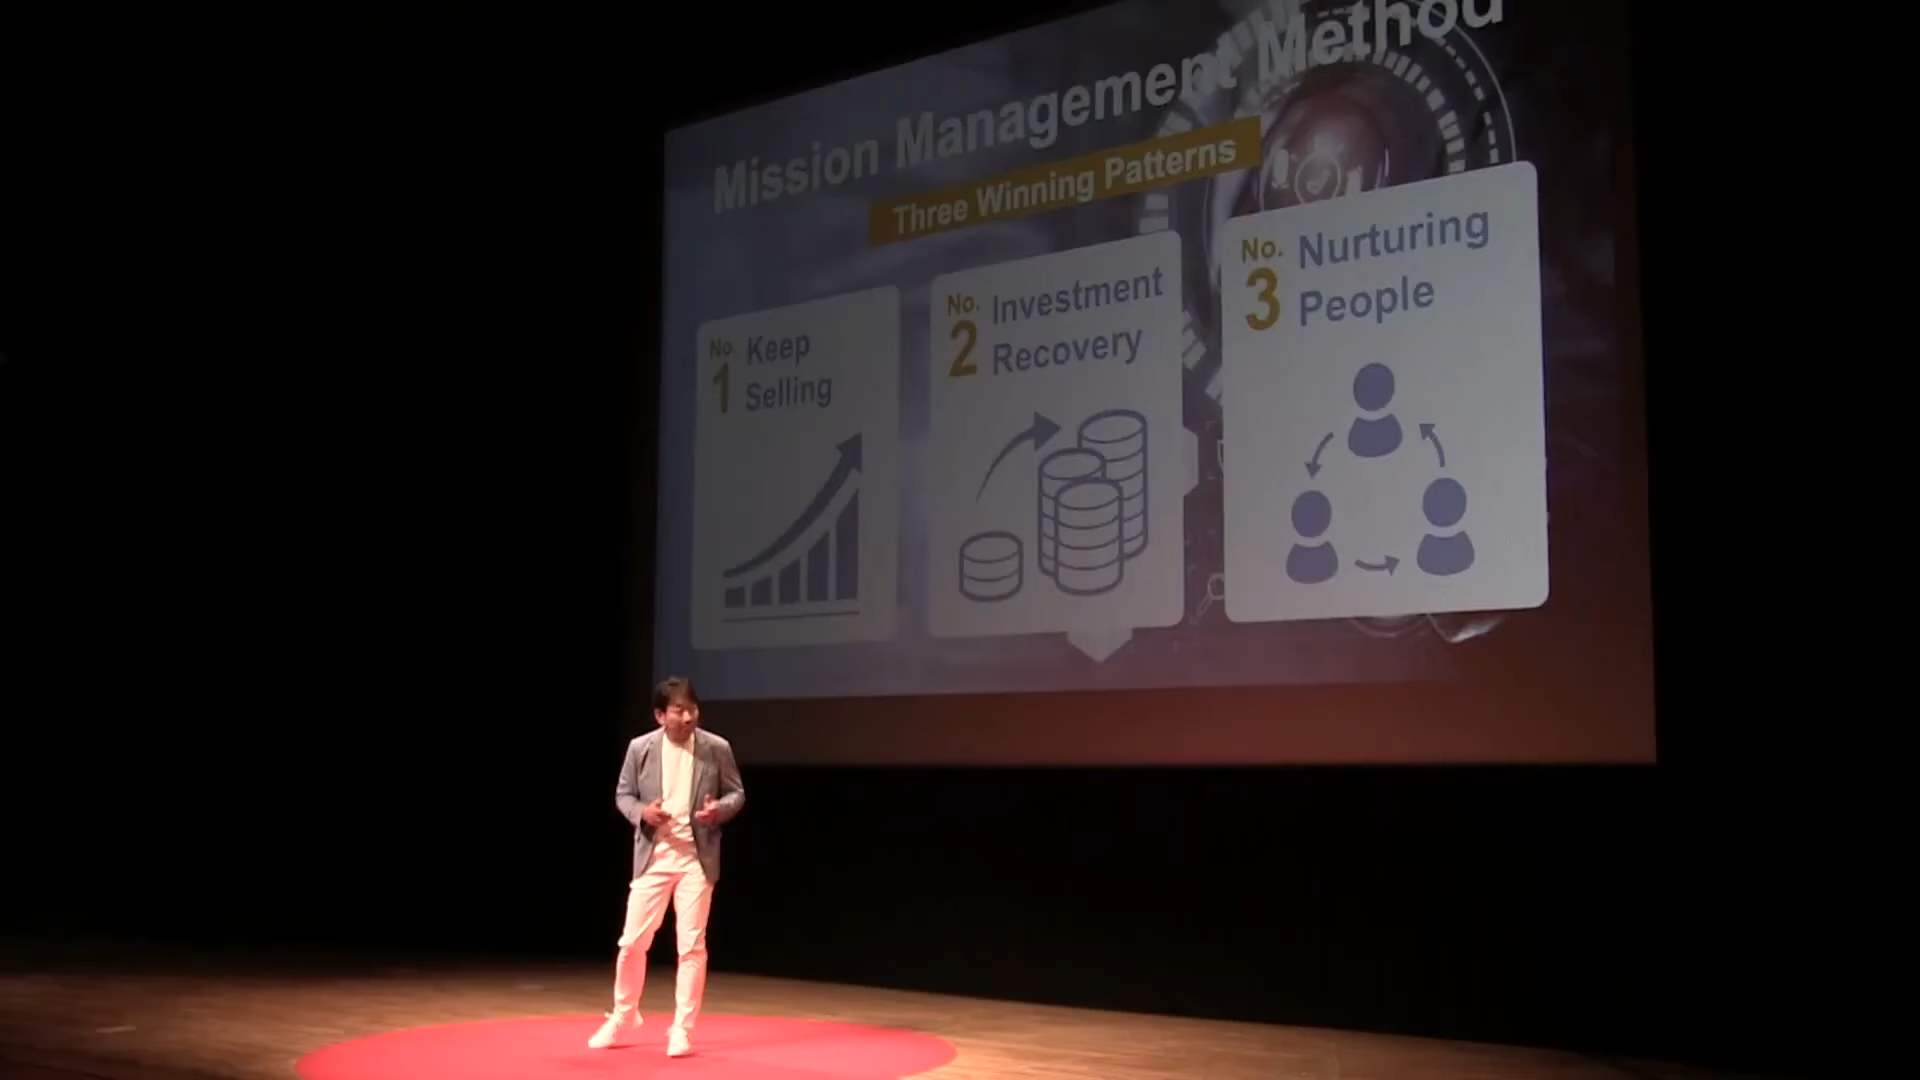 Mission Management Method
Three Winning Patterns
No.
1
Keep
Selling
No.
2
Investment
Recovery
No.
3
Nurturing
People